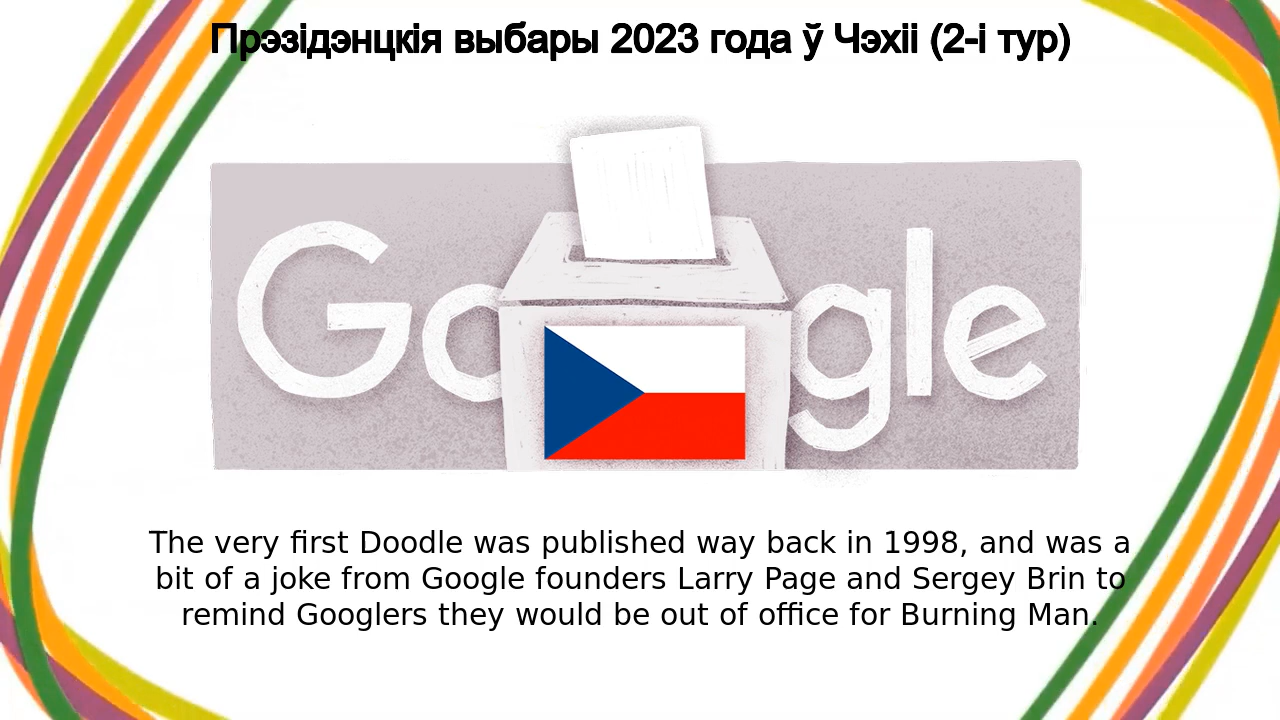 Прэзідэнцкія выбары 2023 года ў Чэхіі (2-і тур)
Google
The very first Doodle was published way back in 1998, and was a
bit of a joke from Google founders Larry Page and Sergey Brin to
remind Googlers they would be out of office for Burning Man.